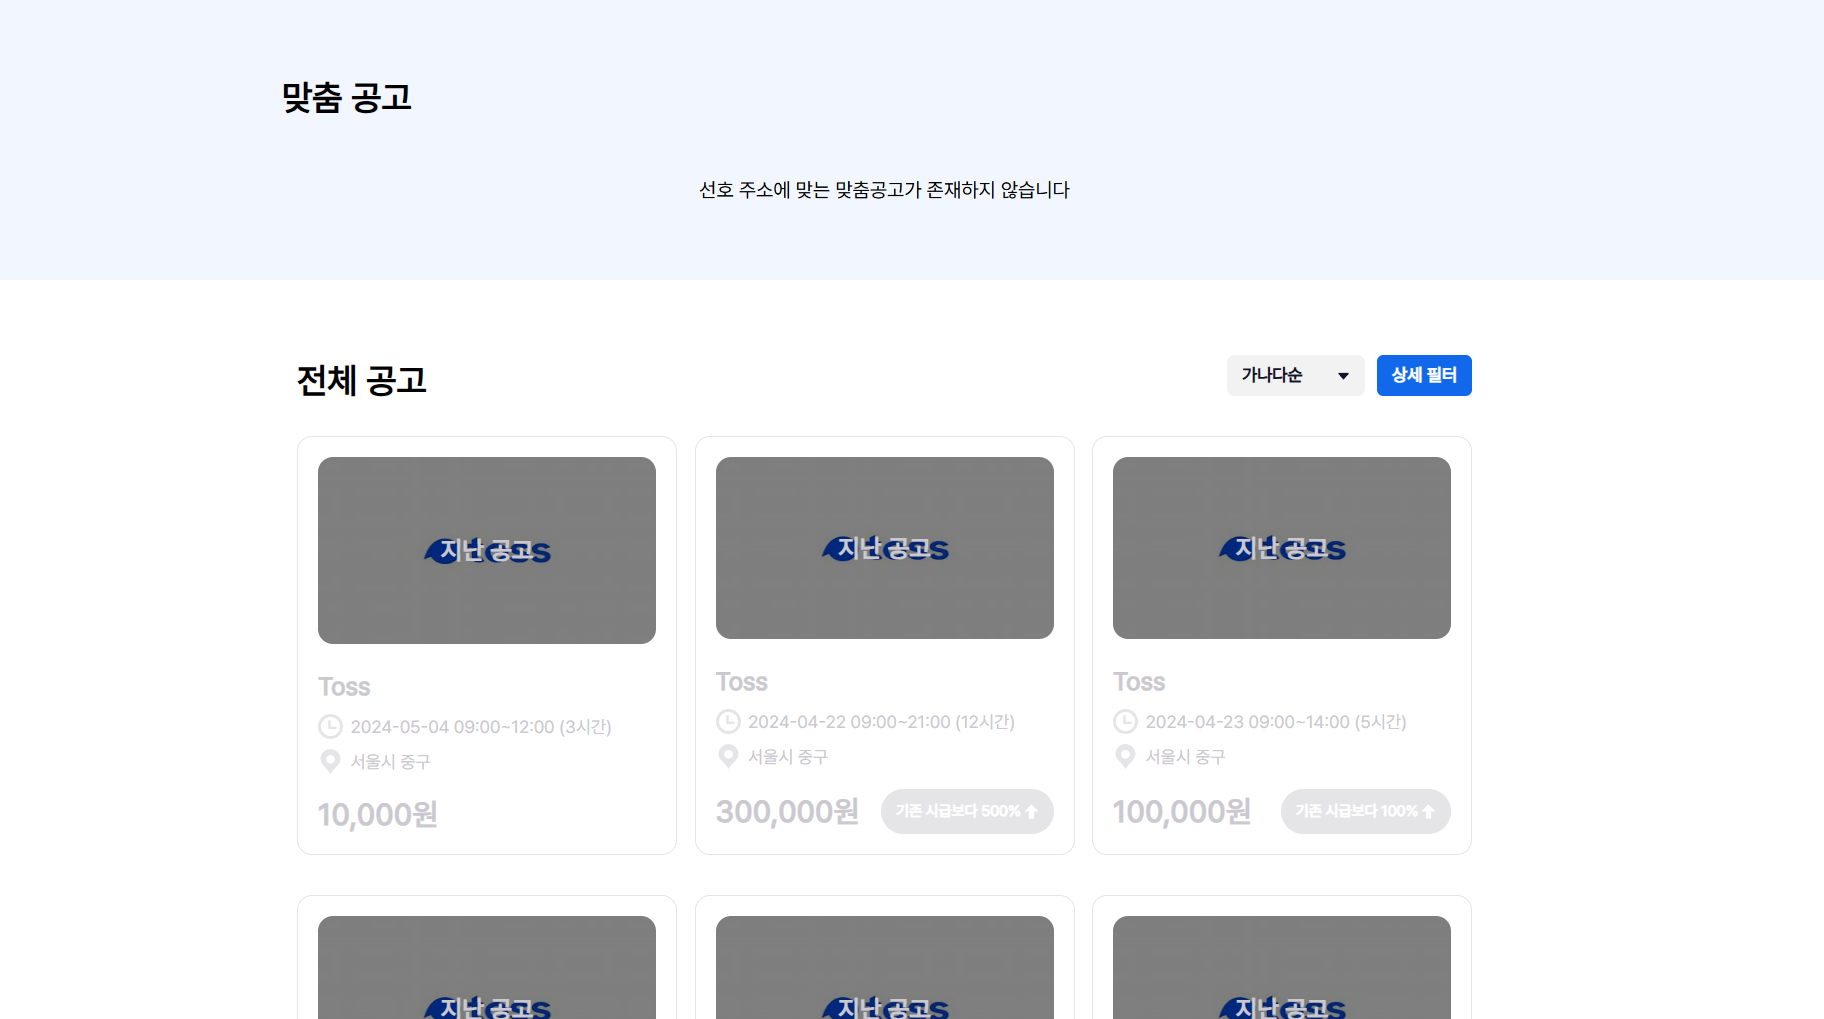 맞춤 공고
선호 주소에 맞는 맞춤공고가 존재하지 않습니다
전체 공고
가나다순
상세 필터
지난 공고
지난 공고
지난 공고
Toss
2024-05-04 09:00~12:00 (3시간)
서울시 중구
10,000원
Toss
2024-04-22 09:00~21:00 (12시간)
서울시 중구
300,000원
기존 시급보다 500%
Toss
2024-04-23 09:00~14:00 (5시간)
서울시 중구
100,000원
기존 시급보다 100%
지난 공고
지난 공고
지난 공고